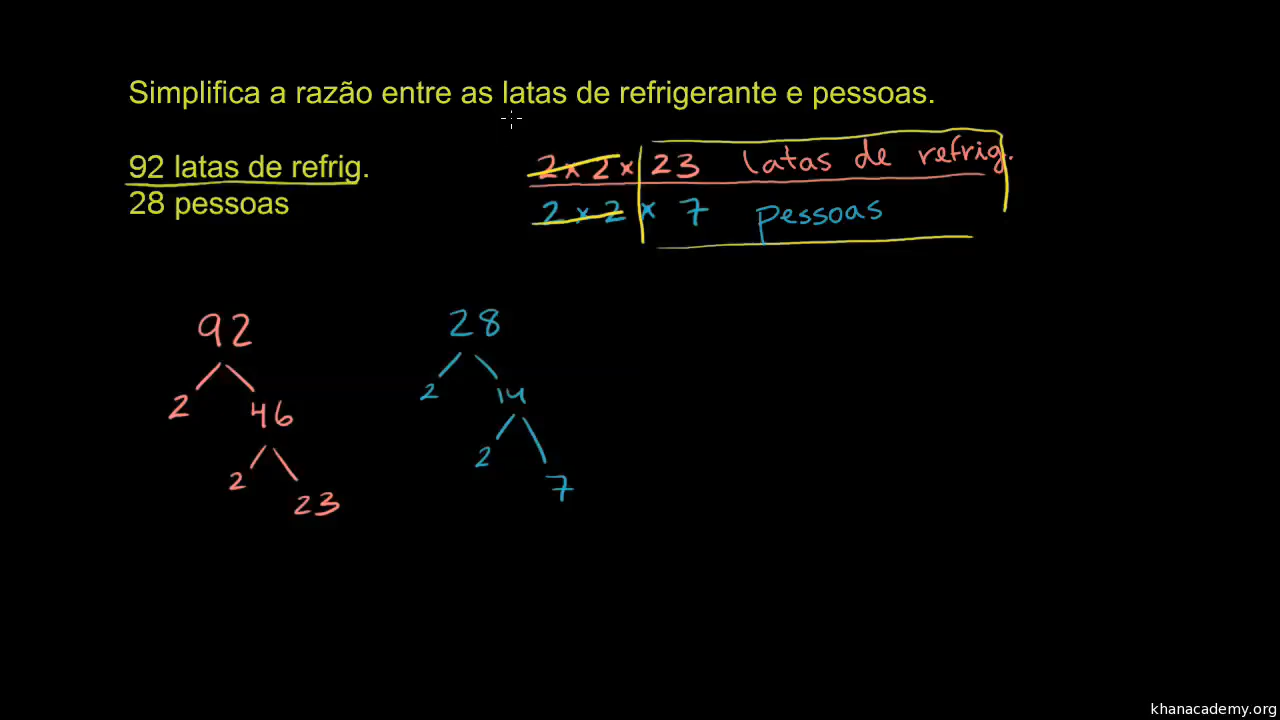 Simplifica a razão entre as latas de refrigerante e pessoas.
92 latas de refrig.
28 pessoas
2 x 2 x 23 latas de refrig.
2 x 2 x 7 pessoas
92
2 46
2 23
28
2 14
2 7
khanacademy.org